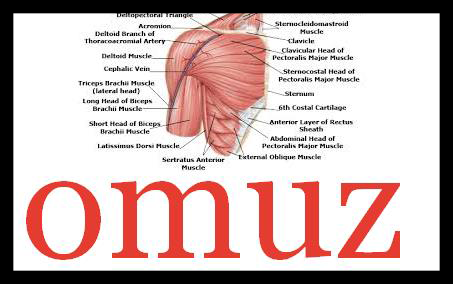 Deltopectoral Triangle
Acromion
Deltoid Branch of
Thoracoacromial Artery
Deltoid Muscle
Cephalic Vein
Triceps Brachii Muscle
(lateral head)
Long Head of Biceps
Brachii Muscle
Short Head of Biceps
Brachii Muscle
Latissimus Dorsi Muscle
Sertratus Anterior
Muscle
Sternocleidomastroid
Muscle
Clavicle
Clavicular Head of
Pectoralis Major Muscle
Sternocostal Head of
Pectoralis Major Muscle
Sternum
6th Costal Cartilage
Anterior Layer of Rectus
Sheath
Abdominal Head of
Pectoralis Major Muscle
External Oblique Muscle
omuz